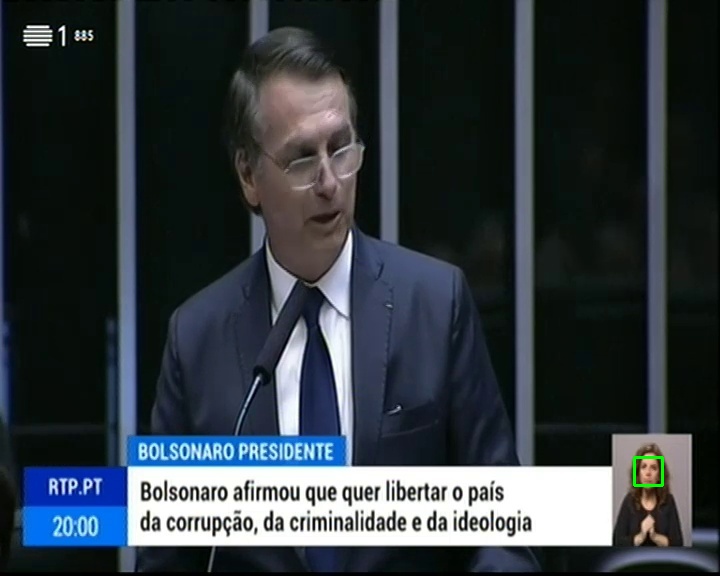 1 885
BOLSONARO PRESIDENTE
RTP.PT
Bolsonaro afirmou que quer libertar o país
20:00
da corrupção, da criminalidade e da ideologia